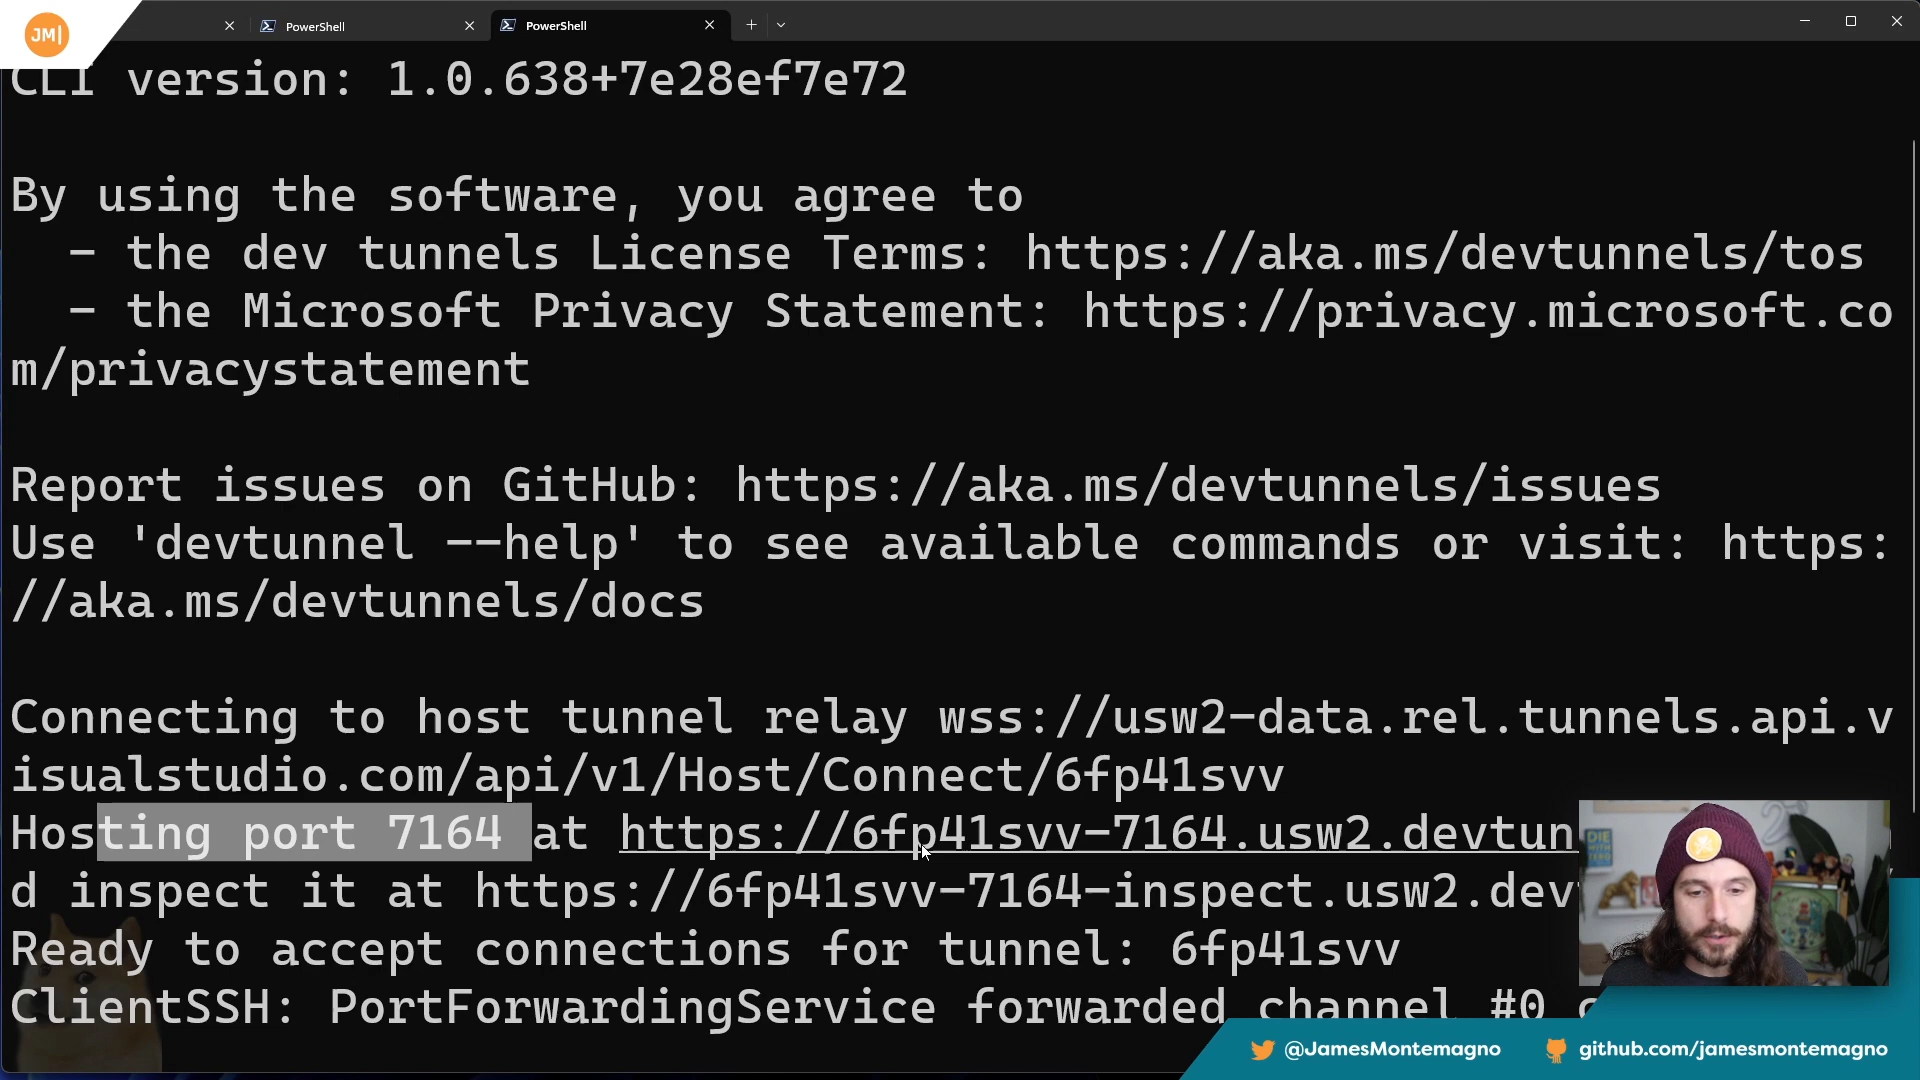 JM|
PowerShell
PowerShell
CLI version: 1.0.638+7e28ef7e72
By using the software, you agree to
- the dev tunnels License Terms: https://aka.ms/devtunnels/tos
- the Microsoft Privacy Statement: https://privacy.microsoft.co
m/privacystatement
Report issues on GitHub: https://aka.ms/devtunnels/issues
Use 'devtunnel --help' to see available commands or visit: https:
//aka.ms/devtunnels/docs
Connecting to host tunnel relay wss://usw2-data.rel.tunnels.api.v
isualstudio.com/api/v1/Host/Connect/6fp41svv
Hosting port 7164 at https://6fp41svv-7164.usw2.devtun
d inspect it at https://6fp41svv-7164-inspect.usw2.dev
Ready to accept connections for tunnel: 6fp41svv
ClientSSH: PortForwardingService forwarded channel #0
@JamesMontemagno
github.com/jamesmontemagno